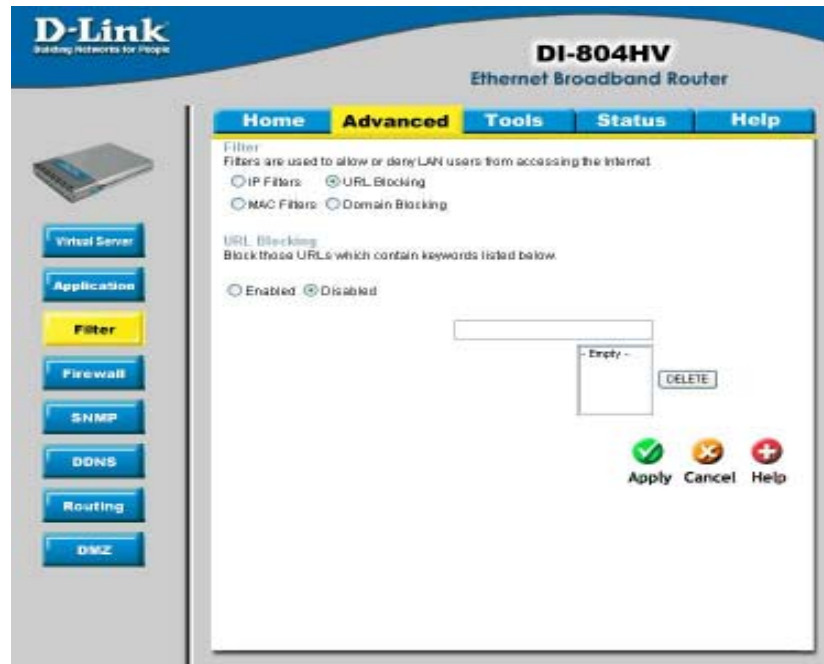 D-Link
Building Networks for People
DI-804HV
Ethernet Broadband Router
Home Advanced Tools Status Help
Filter
Filters are used to allow or deny LAN users from accessing the Internet
IP Filters URL Blocking
MAC Filters Domain Blocking
URL Blocking
Block those URLs which contain keywords listed below.
Enabled Disabled
- Empty -
DELETE
Apply Cancel Help
Virtual Server
Application
Filter
Firewall
SNMP
DDNS
Routing
DMZ